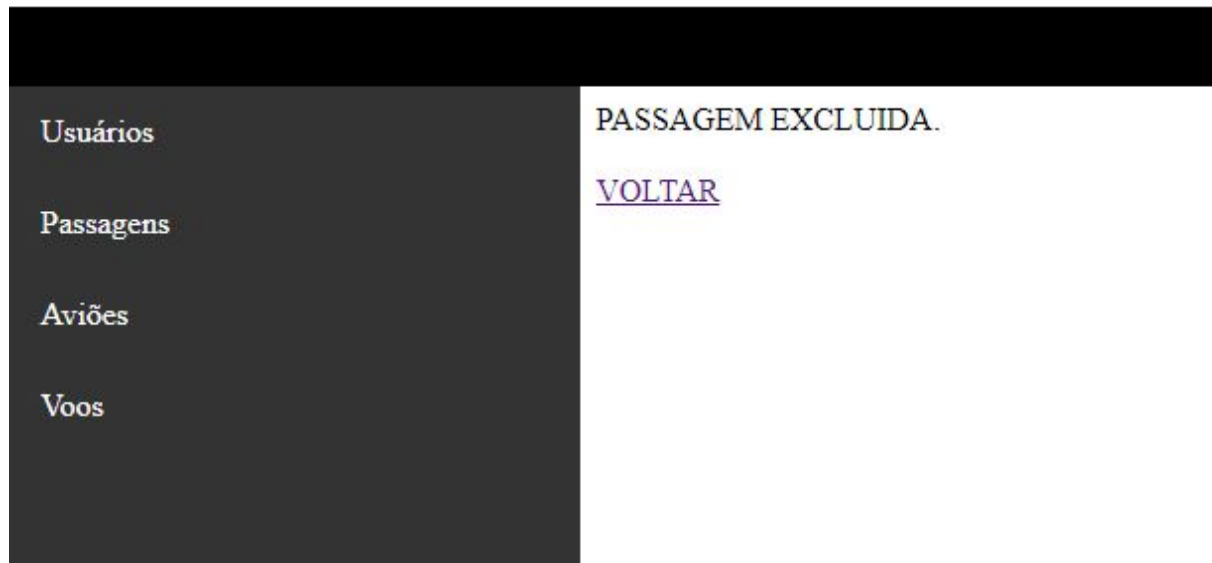 Usuários
Passagens
Aviões
Voos
PASSAGEM EXCLUIDA.
VOLTAR